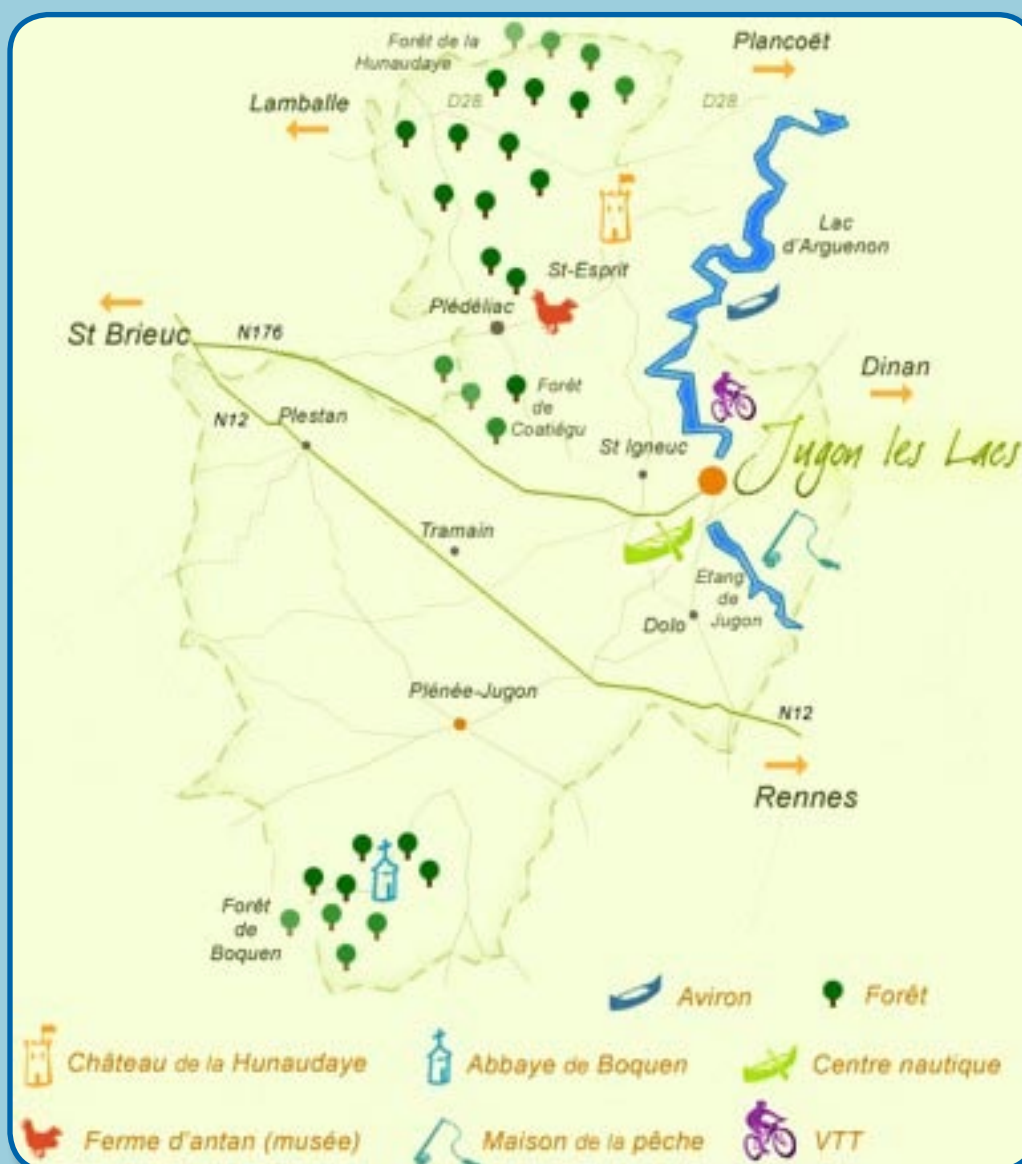 Forêt de la
Hunaudaye
Plancoët
Lamballe
D28
D28
Lac
d'Arguenon
St-Esprit
Plédéliac
St Brieuc
N176
Dinan
N12
Plestan
Forêt
de
Coatiégu
St Igneuc
Jugon les Lacs
Tramain
Etang
de
Jugon
Dolo
Plénée-Jugon
N12
Rennes
Forêt
de
Boquen
Aviron
Forêt
Château de la Hunaudaye
Abbaye de Boquen
Centre nautique
Ferme d'antan (musée)
Maison de la pêche
VTT